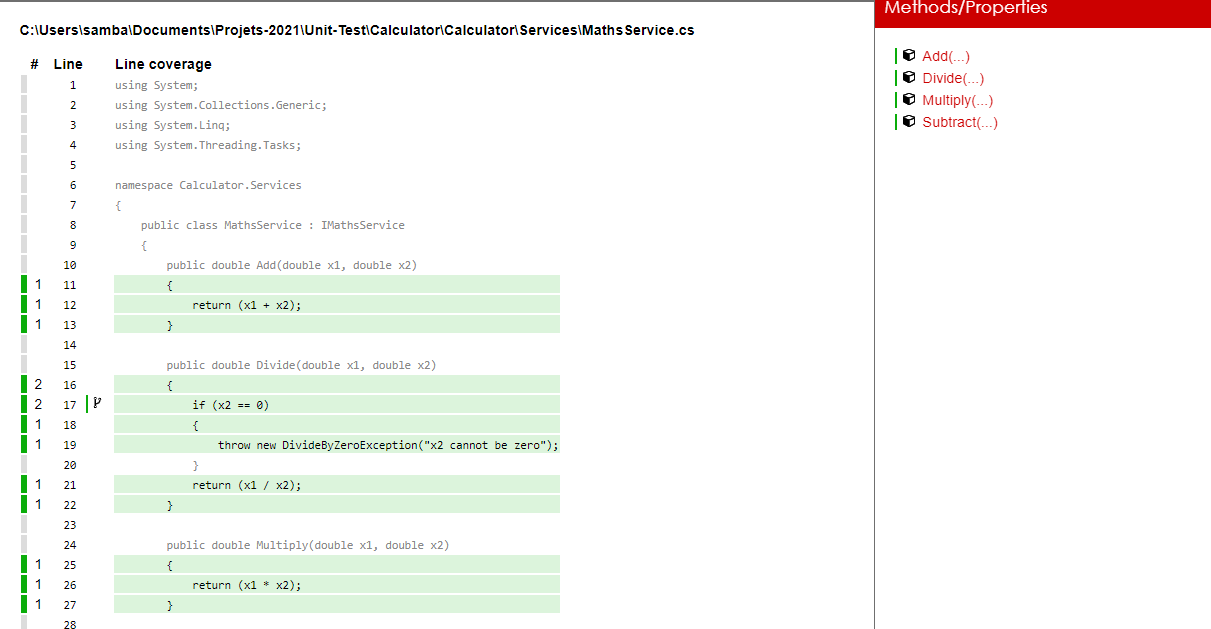 Methods/Properties
C:\Users\samba\Documents\Projets-2021\Unit-Test\Calculator\Calculator\Services\MathsService.cs
# Line Line coverage
1 using System;
2 using System.Collections.Generic;
3 using System.Linq;
4 using System.Threading.Tasks;
5
6 namespace Calculator.Services
7 {
8 public class MathsService : IMathsService
9 {
10 public double Add(double x1, double x2)
1 11 {
1 12 return (x1 + x2);
1 13 }
14
15 public double Divide(double x1, double x2)
2 16 {
2 17 if (x2 == 0)
1 18 {
1 19 throw new DivideByZeroException("x2 cannot be zero");
20 }
1 21 return (x1 / x2);
1 22 }
23
24 public double Multiply(double x1, double x2)
1 25 {
1 26 return (x1 * x2);
1 27 }
28
Add(...)
Divide(...)
Multiply(...)
Subtract(...)